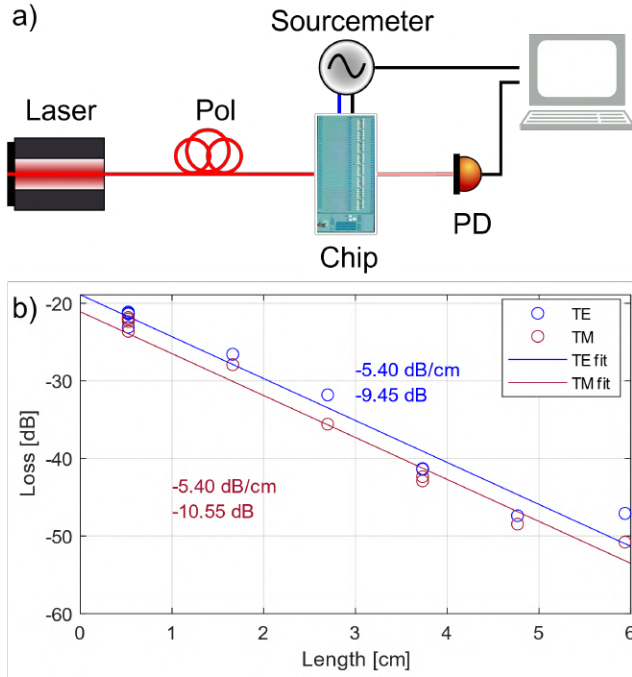 a)
Sourcemeter
Laser
Pol
PD
Chip
b)
-20
-30
-40
-50
-60
Loss [dB]
TE
TM
TE fit
TM fit
-5.40 dB/cm
-9.45 dB
-5.40 dB/cm
-10.55 dB
0 1 2 3 4 5 6
Length [cm]